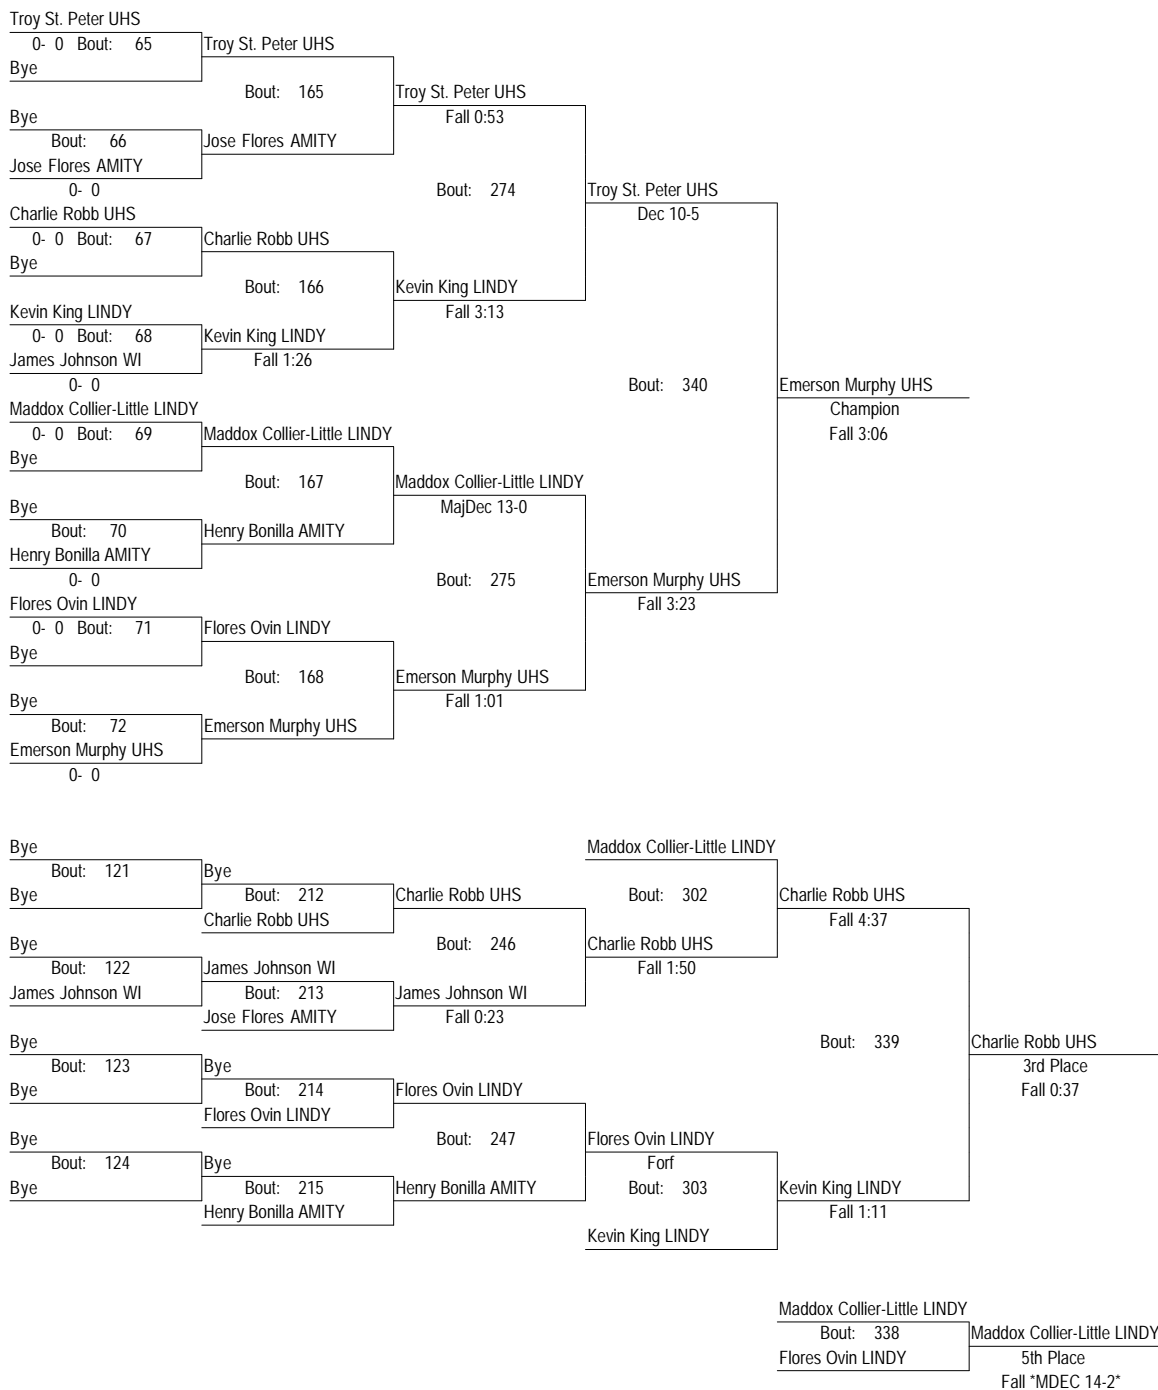 Troy St. Peter UHS
0- 0 Bout: 65 Troy St. Peter UHS
Bye
Bout: 165 Troy St. Peter UHS
Bye Fall 0:53
Bout: 66 Jose Flores AMITY
Jose Flores AMITY
0- 0 Bout: 274 Troy St. Peter UHS
Charlie Robb UHS Dec 10-5
0- 0 Bout: 67 Charlie Robb UHS
Bye
Bout: 166 Kevin King LINDY
Kevin King LINDY Fall 3:13
0- 0 Bout: 68 Kevin King LINDY
James Johnson WI Fall 1:26
0- 0 Bout: 340 Emerson Murphy UHS
Maddox Collier-Little LINDY Champion
0- 0 Bout: 69 Maddox Collier-Little LINDY Fall 3:06
Bye
Bout: 167 Maddox Collier-Little LINDY
Bye MajDec 13-0
Bout: 70 Henry Bonilla AMITY
Henry Bonilla AMITY
0- 0 Bout: 275 Emerson Murphy UHS
Flores Ovin LINDY Fall 3:23
0- 0 Bout: 71 Flores Ovin LINDY
Bye
Bout: 168 Emerson Murphy UHS
Bye Fall 1:01
Bout: 72 Emerson Murphy UHS
Emerson Murphy UHS
0- 0
Bye Maddox Collier-Little LINDY
Bout: 121 Bye
Bye Bout: 212 Charlie Robb UHS Bout: 302 Charlie Robb UHS
Charlie Robb UHS Fall 4:37
Bye Bout: 246 Charlie Robb UHS
Bout: 122 James Johnson WI Fall 1:50
James Johnson WI Bout: 213 James Johnson WI
Jose Flores AMITY Fall 0:23
Bye Bout: 339 Charlie Robb UHS
Bout: 123 Bye 3rd Place
Bye Bout: 214 Flores Ovin LINDY Fall 0:37
Flores Ovin LINDY
Bye Bout: 247 Flores Ovin LINDY
Bout: 124 Bye Forf
Bye Bout: 215 Henry Bonilla AMITY Bout: 303 Kevin King LINDY
Henry Bonilla AMITY Fall 1:11
Kevin King LINDY
Maddox Collier-Little LINDY
Bout: 338 Maddox Collier-Little LINDY
Flores Ovin LINDY 5th Place
Fall *MDEC 14-2*